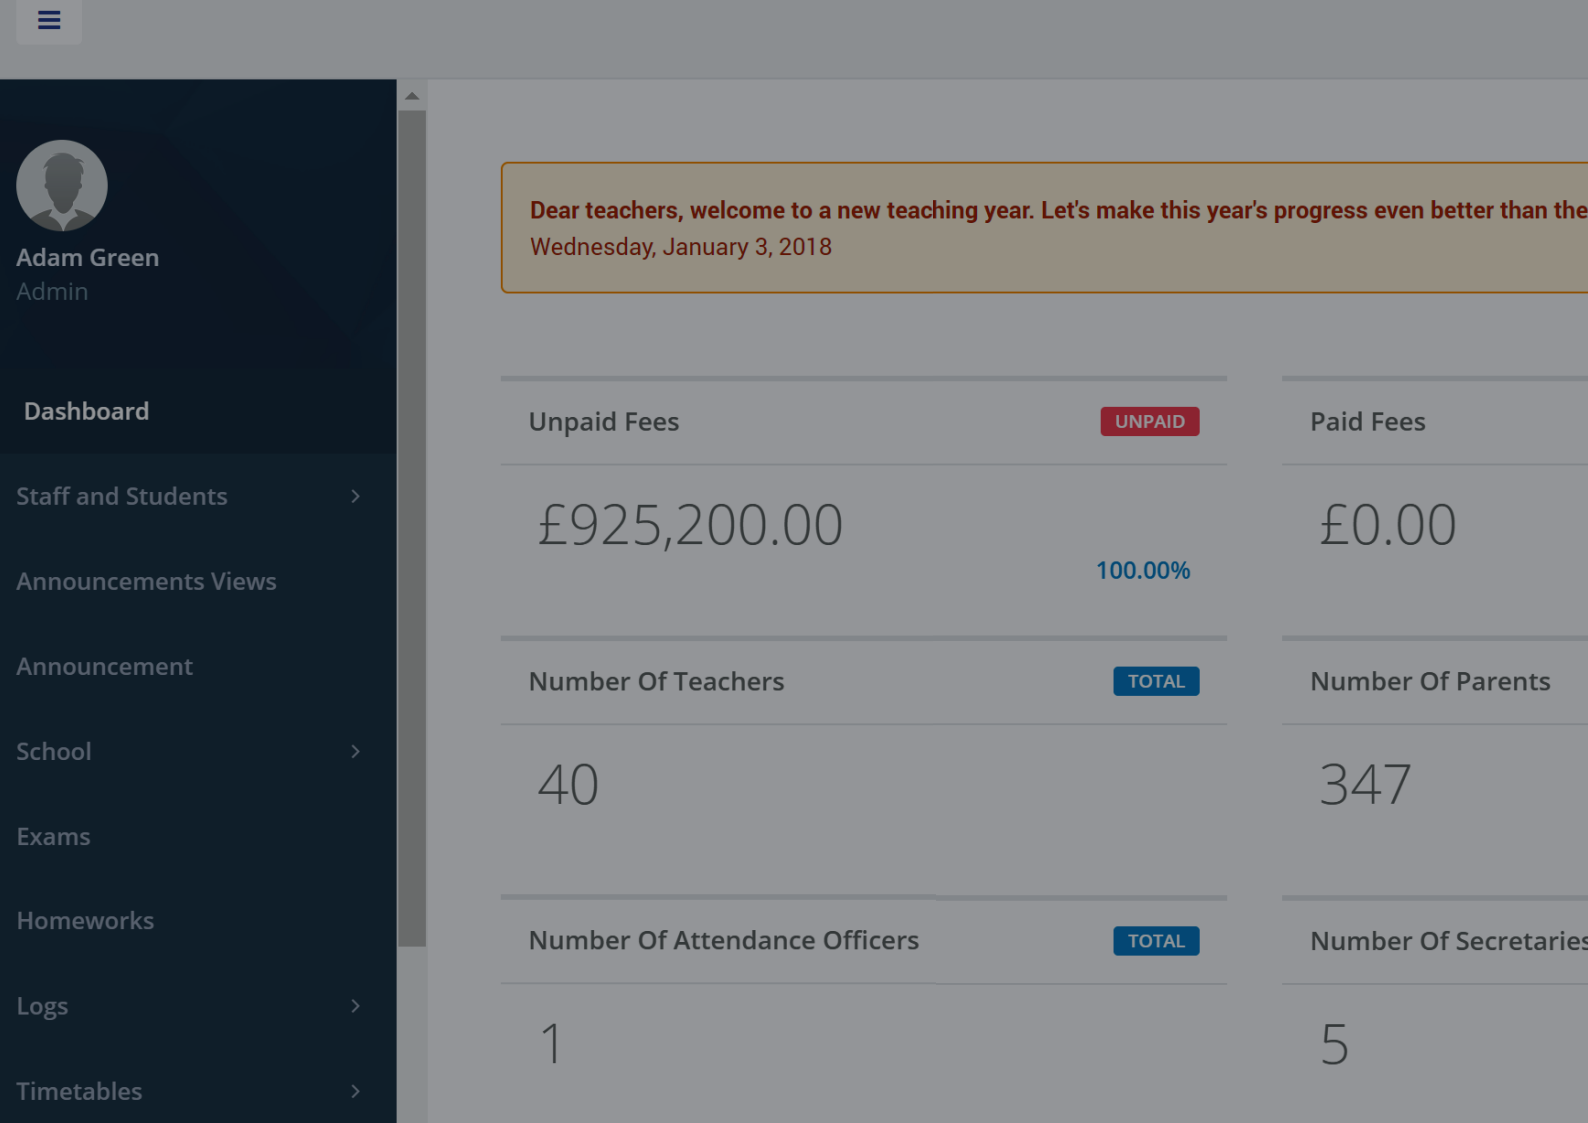 Adam Green
Admin
Dashboard
Staff and Students
Announcements Views
Announcement
School
Exams
Homeworks
Logs
Timetables
Dear teachers, welcome to a new teaching year. Let's make this year's progress even better than the
Wednesday, January 3, 2018
Unpaid Fees UNPAID
£925,200.00
100.00%
Paid Fees
£0.00
Number Of Teachers TOTAL
40
Number Of Parents
347
Number Of Attendance Officers TOTAL
1
Number Of Secretaries
5